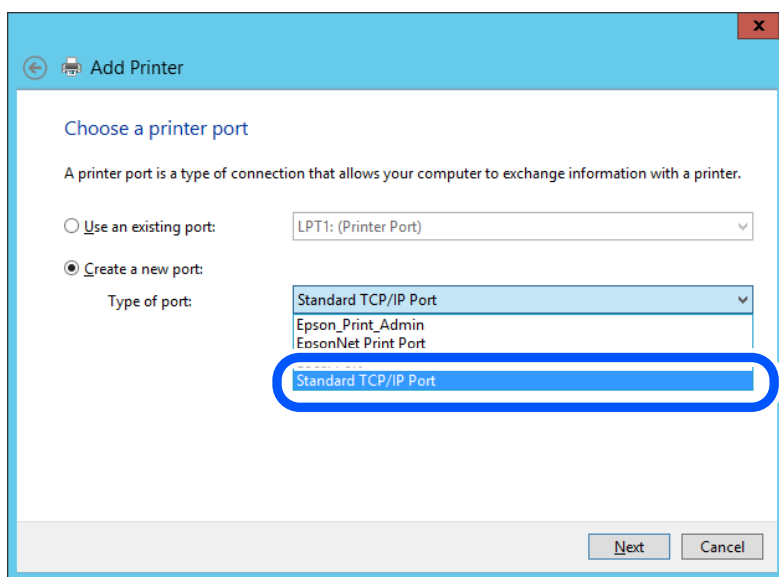 x
Add Printer
Choose a printer port
A printer port is a type of connection that allows your computer to exchange information with a printer.
Use an existing port: LPT1: (Printer Port)
Create a new port:
Type of port: Standard TCP/IP Port
Epson_Print_Admin
EpsonNet Print Port
Standard TCP/IP Port
Next Cancel